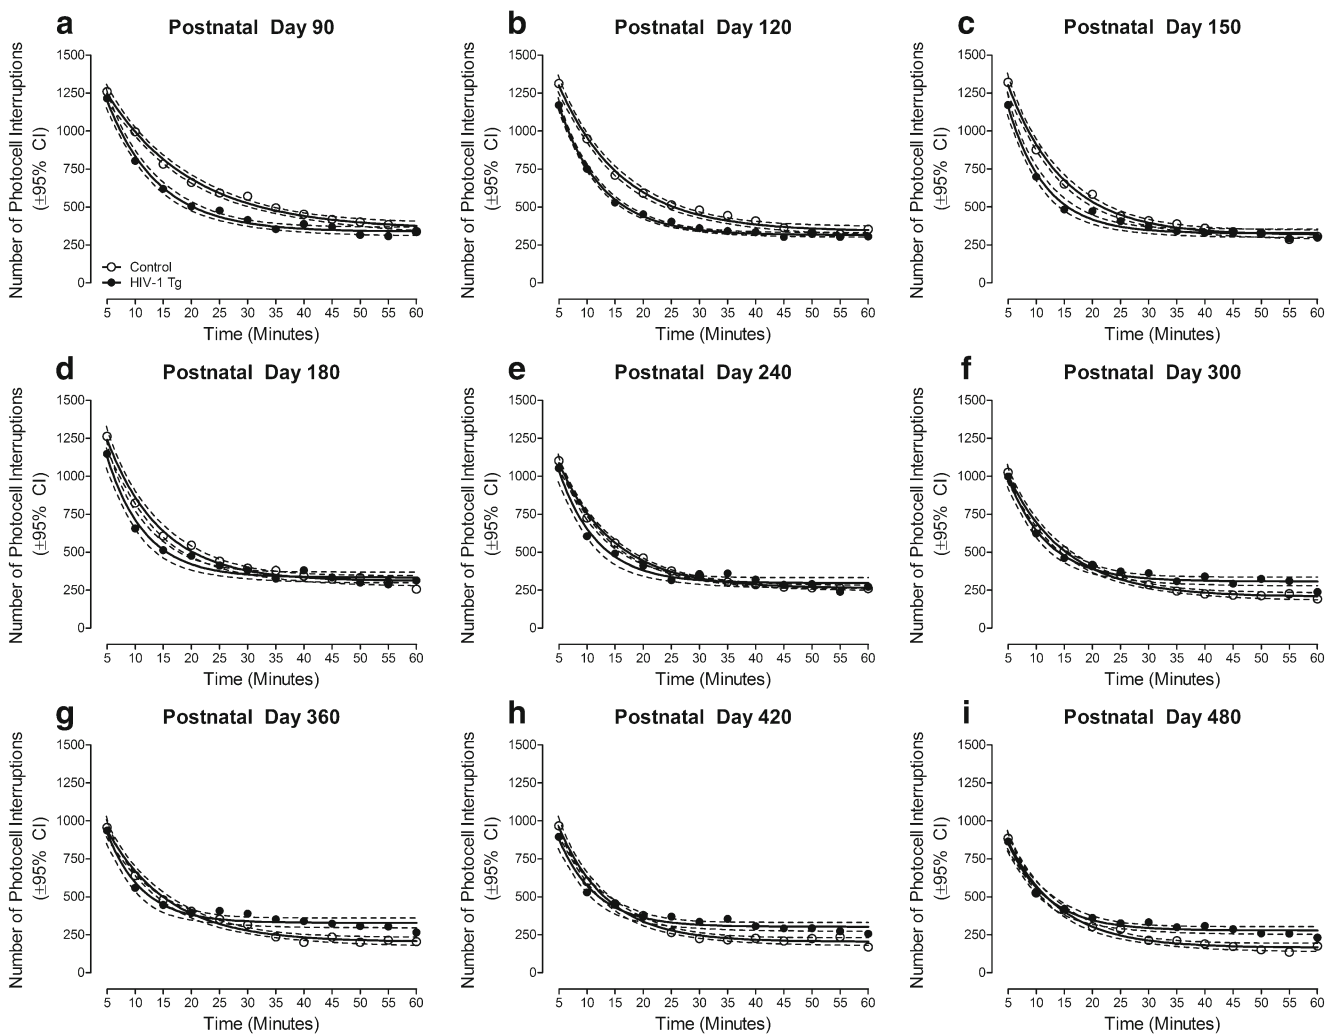 a Postnatal Day 90
Number of Photocell Interruptions
(±95% CI)
1500
1250
1000
750
500
250
0
Control
HIV-1 Tg
5 10 15 20 25 30 35 40 45 50 55 60
Time (Minutes)
b Postnatal Day 120
Number of Photocell Interruptions
(±95% CI)
1500
1250
1000
750
500
250
0
5 10 15 20 25 30 35 40 45 50 55 60
Time (Minutes)
c Postnatal Day 150
Number of Photocell Interruptions
(±95% CI)
1500
1250
1000
750
500
250
0
5 10 15 20 25 30 35 40 45 50 55 60
Time (Minutes)
d Postnatal Day 180
Number of Photocell Interruptions
(±95% CI)
1500
1250
1000
750
500
250
0
5 10 15 20 25 30 35 40 45 50 55 60
Time (Minutes)
e Postnatal Day 240
Number of Photocell Interruptions
(±95% CI)
1500
1250
1000
750
500
250
0
5 10 15 20 25 30 35 40 45 50 55 60
Time (Minutes)
f Postnatal Day 300
Number of Photocell Interruptions
(±95% CI)
1500
1250
1000
750
500
250
0
5 10 15 20 25 30 35 40 45 50 55 60
Time (Minutes)
g Postnatal Day 360
Number of Photocell Interruptions
(±95% CI)
1500
1250
1000
750
500
250
0
5 10 15 20 25 30 35 40 45 50 55 60
Time (Minutes)
h Postnatal Day 420
Number of Photocell Interruptions
(±95% CI)
1500
1250
1000
750
500
250
0
5 10 15 20 25 30 35 40 45 50 55 60
Time (Minutes)
i Postnatal Day 480
Number of Photocell Interruptions
(±95% CI)
1500
1250
1000
750
500
250
0
5 10 15 20 25 30 35 40 45 50 55 60
Time (Minutes)